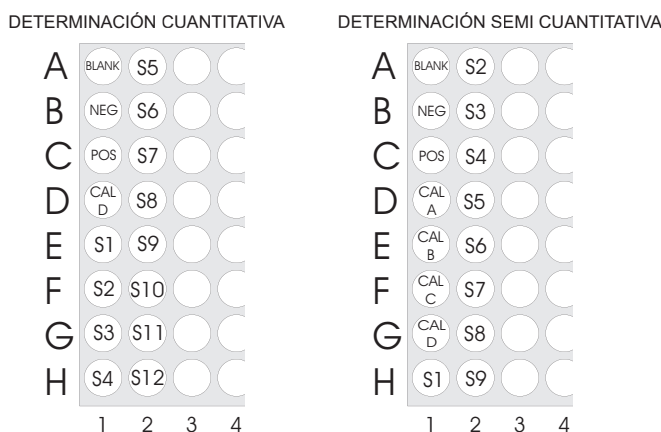 DETERMINACIÓN CUANTITATIVA
A BLANK S5
B NEG S6
C POS S7
D CAL D S8
E S1 S9
F S2 S10
G S3 S11
H S4 S12
1 2 3 4
DETERMINACIÓN SEMI CUANTITATIVA
A BLANK S2
B NEG S3
C POS S4
D CAL A S5
E CAL B S6
F CAL C S7
G CAL D S8
H S1 S9
1 2 3 4